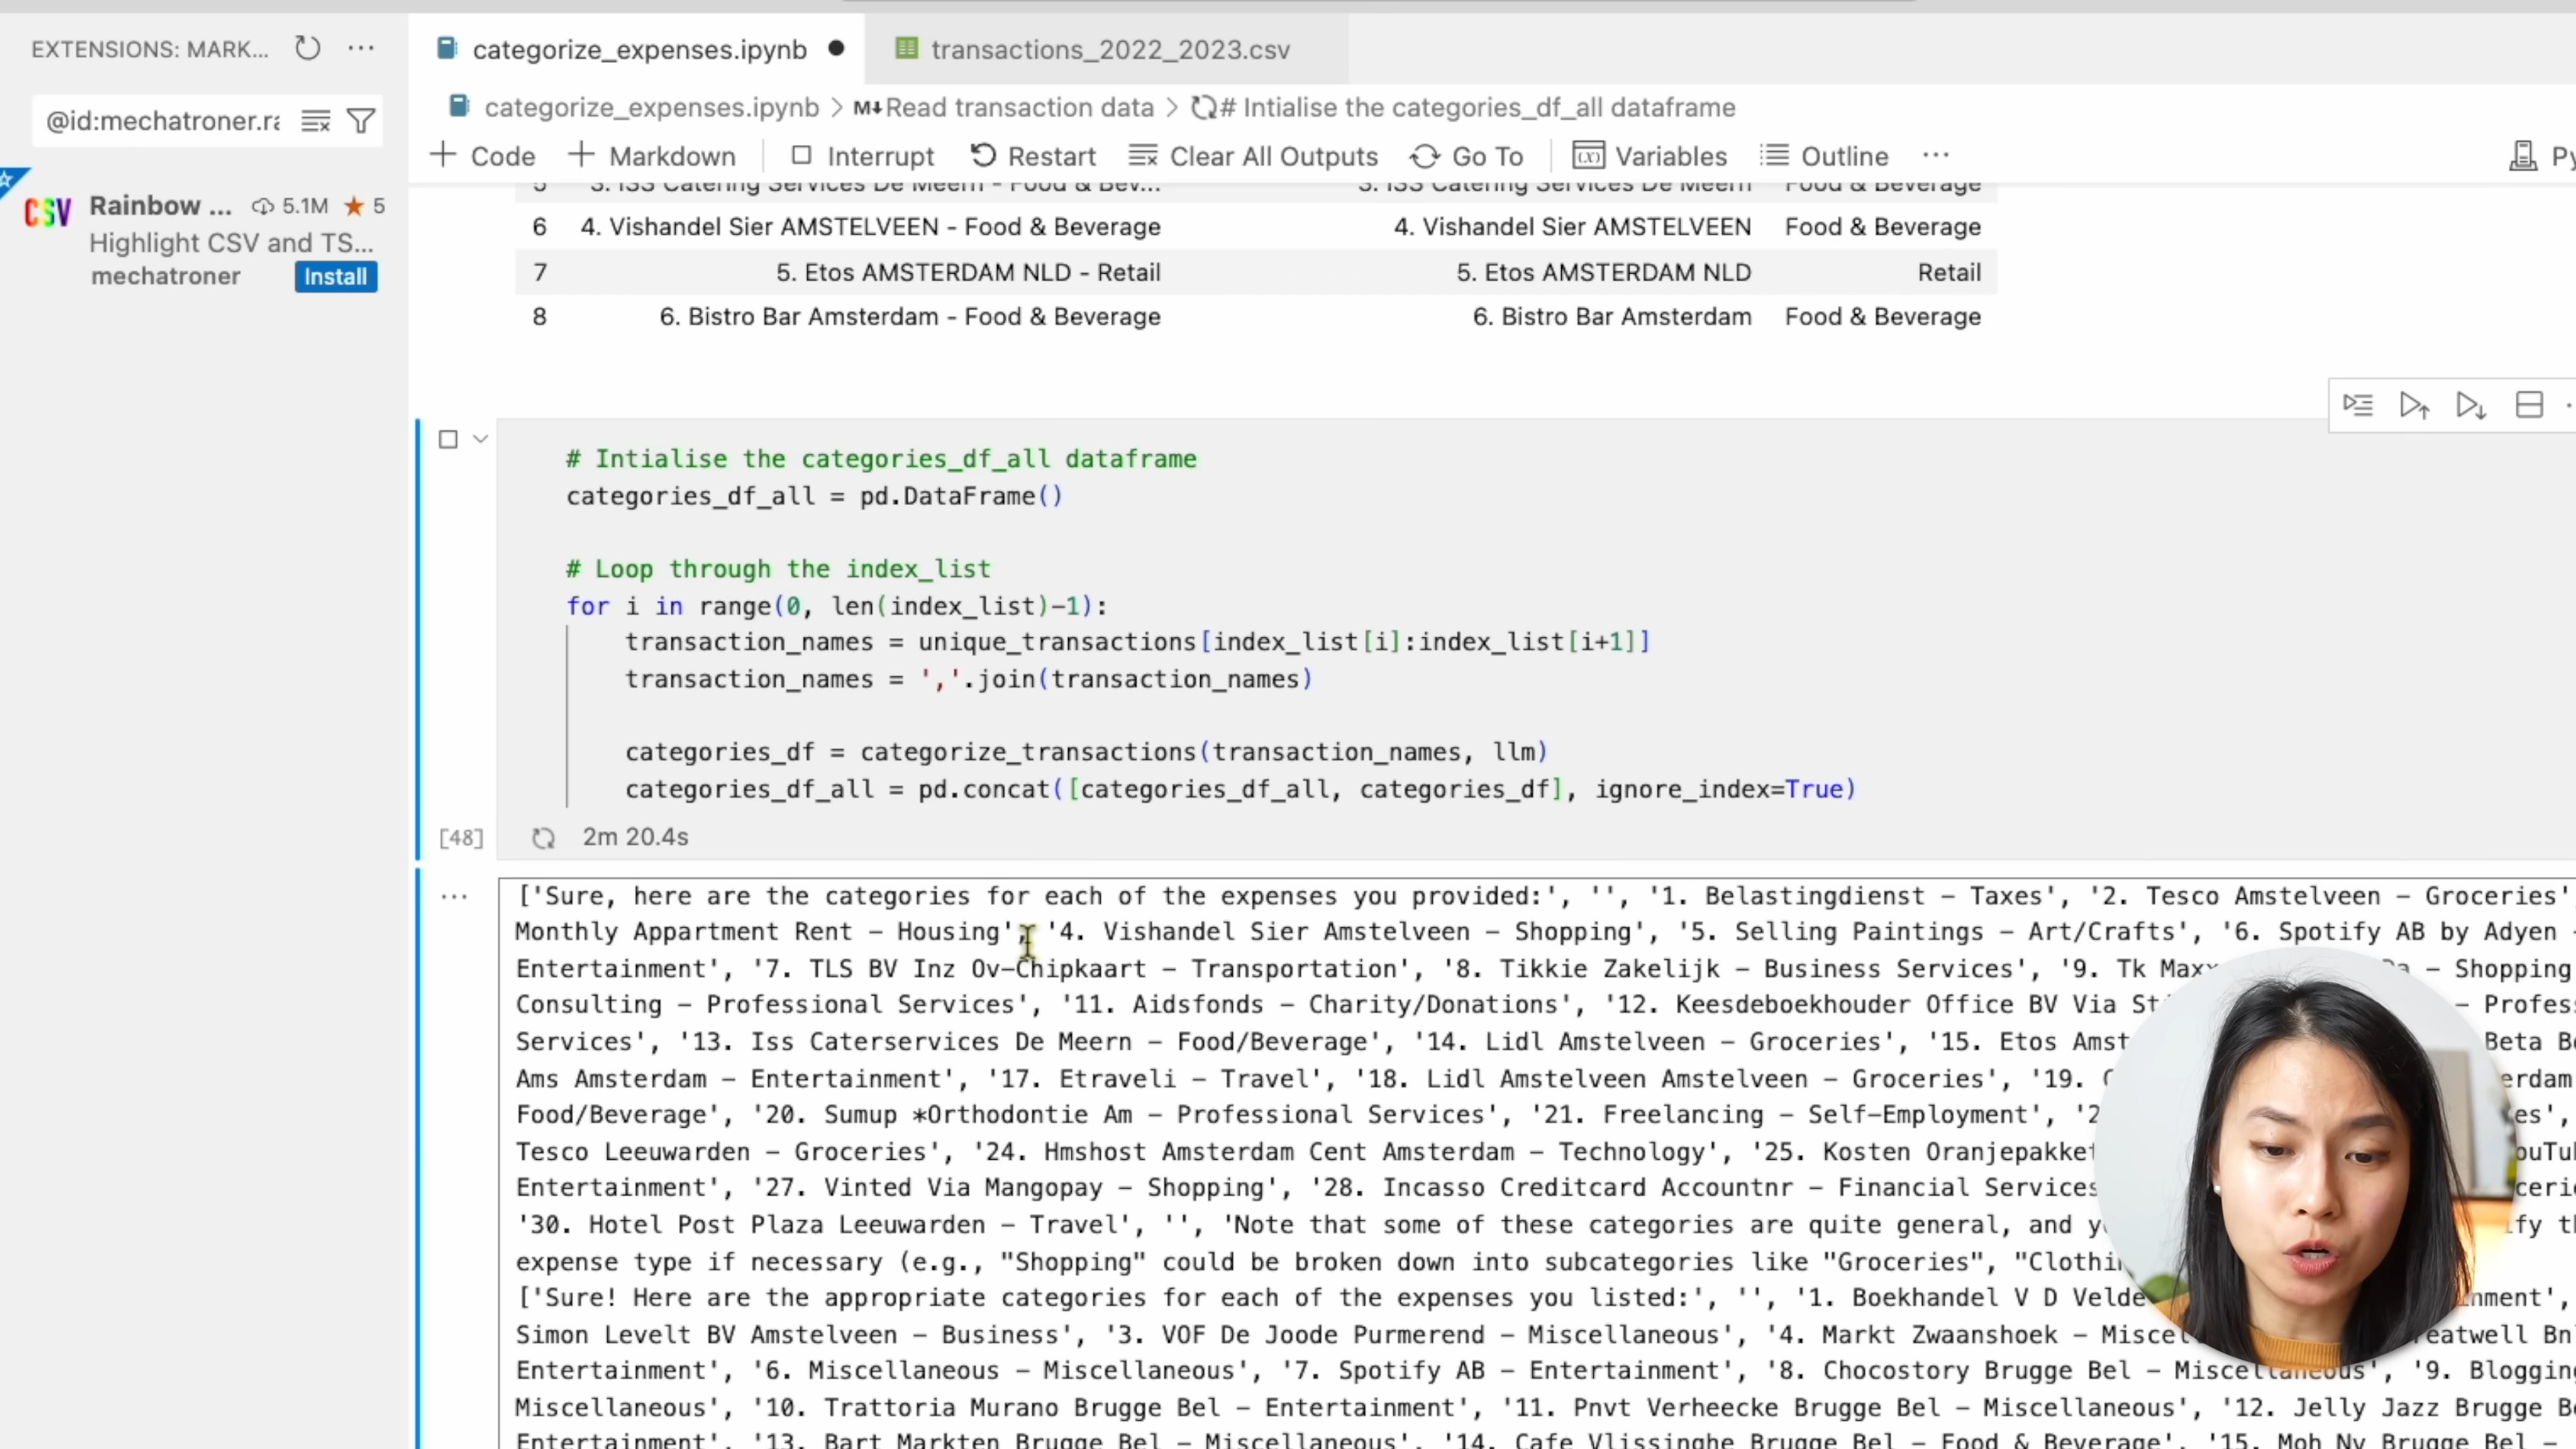 EXTENSIONS: MARK...
@id:mechatroner.ra
CSV
Rainbow ... 5.1M ★ 5
Highlight CSV and TS...
mechatroner
Install
categorize_expenses.ipynb ●
transactions_2022_2023.csv
categorize_expenses.ipynb > M↓Read transaction data > # Intialise the categories_df_all dataframe
+ Code + Markdown Interrupt Restart Clear All Outputs Go To (x) Variables Outline ... Py
5 3. ISS Catering Services De Meern - Food & Bev... 3. ISS Catering Services De Meern Food & Beverage
6 4. Vishandel Sier AMSTELVEEN - Food & Beverage 4. Vishandel Sier AMSTELVEEN Food & Beverage
7 5. Etos AMSTERDAM NLD - Retail 5. Etos AMSTERDAM NLD Retail
8 6. Bistro Bar Amsterdam - Food & Beverage 6. Bistro Bar Amsterdam Food & Beverage
# Intialise the categories_df_all dataframe
categories_df_all = pd.DataFrame()
# Loop through the index_list
for i in range(0, len(index_list)-1):
transaction_names = unique_transactions[index_list[i]:index_list[i+1]]
transaction_names = ','.join(transaction_names)
categories_df = categorize_transactions(transaction_names, llm)
categories_df_all = pd.concat([categories_df_all, categories_df], ignore_index=True)
[48] 2m 20.4s
['Sure, here are the categories for each of the expenses you provided:', '', '1. Belastingdienst – Taxes', '2. Tesco Amstelveen – Groceries'
Monthly Appartment Rent – Housing', '4. Vishandel Sier Amstelveen – Shopping', '5. Selling Paintings – Art/Crafts', '6. Spotify AB by Adyen –
Entertainment', '7. TLS BV Inz Ov-Chipkaart – Transportation', '8. Tikkie Zakelijk – Business Services', '9. Tk Maxx – Shopping
Consulting – Professional Services', '11. Aidsfonds – Charity/Donations', '12. Keesdeboekhouder Office BV Via – Profes
Services', '13. Iss Caterservices De Meern – Food/Beverage', '14. Lidl Amstelveen – Groceries', '15. Etos Amst Beta
Ams Amsterdam – Entertainment', '17. Etraveli – Travel', '18. Lidl Amstelveen Amstelveen – Groceries', '19. erdam
Food/Beverage', '20. Sumup *Orthodontie Am – Professional Services', '21. Freelancing – Self-Employment', '2 es',
Tesco Leeuwarden – Groceries', '24. Hmshost Amsterdam Cent Amsterdam – Technology', '25. Kosten Oranjepakket
Entertainment', '27. Vinted Via Mangopay – Shopping', '28. Incasso Creditcard Accountnr – Financial Services
'30. Hotel Post Plaza Leeuwarden – Travel', '', 'Note that some of these categories are quite general, and
expense type if necessary (e.g., "Shopping" could be broken down into subcategories like "Groceries", "Clothi
['Sure! Here are the appropriate categories for each of the expenses you listed:', '', '1. Boekhandel V D Velde nment',
Simon Levelt BV Amstelveen – Business', '3. VOF De Joode Purmerend – Miscellaneous', '4. Markt Zwaanshoek – Miscel
Entertainment', '6. Miscellaneous – Miscellaneous', '7. Spotify AB – Entertainment', '8. Chocostory Brugge Bel – Miscellaneous', '9. Blogging
Miscellaneous', '10. Trattoria Murano Brugge Bel – Entertainment', '11. Pnvt Verheecke Brugge Bel – Miscellaneous', '12. Jelly Jazz Brugge
Entertainment', '13. Bart Markten Brugge Bel – Miscellaneous', '14. Cafe Vlissinghe Brugge Bel – Food & Beverage', '15. Moh Ny Brugge Bel –